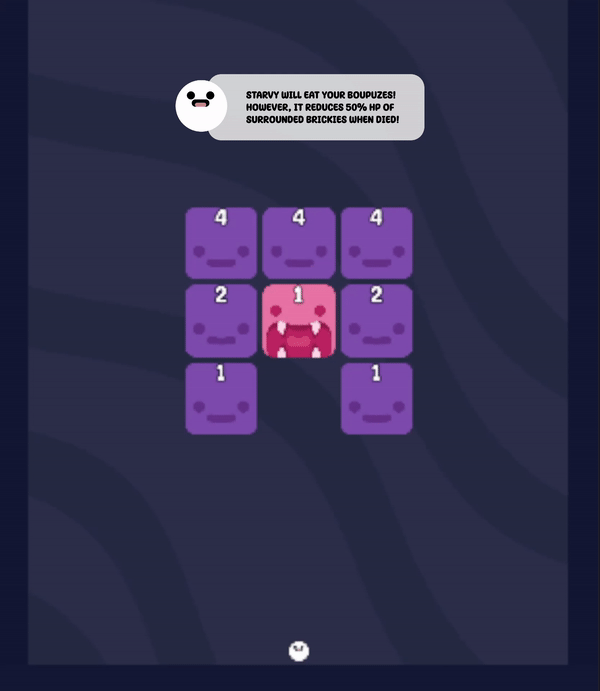 STARVY WILL EAT YOUR BOUPUZES!
HOWEVER, IT REDUCES 50% HP OF
SURROUNDED BRICKIES WHEN DIED!
4 4 4
2 1 2
1 1